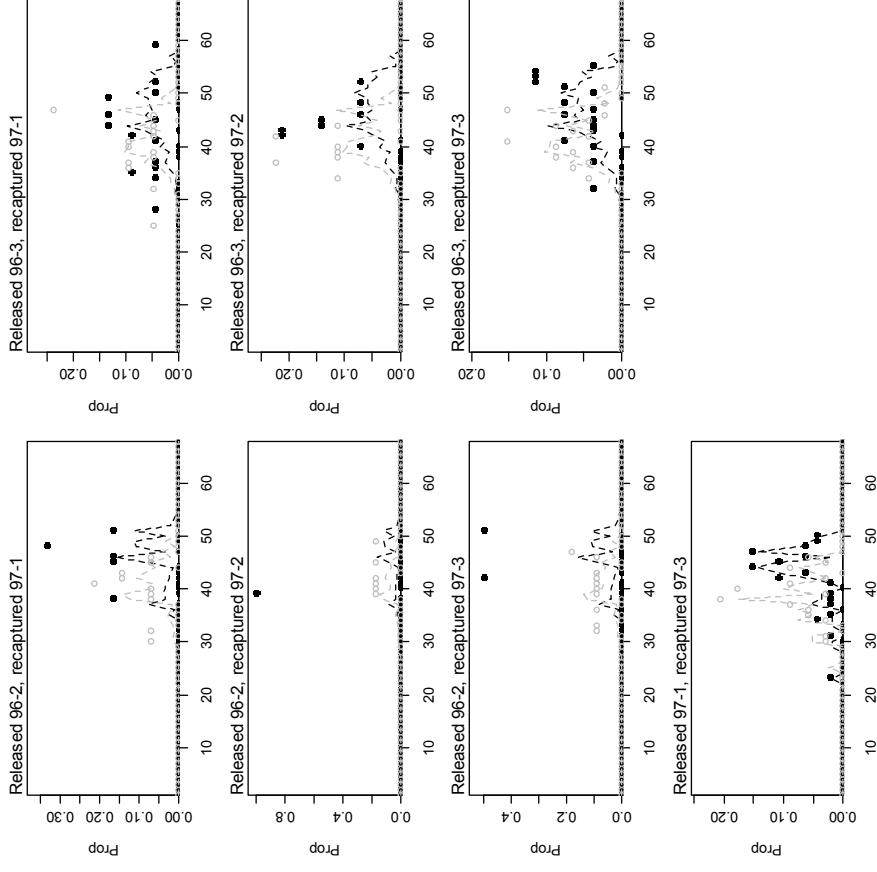 Released 96-2, recaptured 97-1
Prop
0.00 0.10 0.20 0.30
10 20 30 40 50 60
Released 96-3, recaptured 97-1
Prop
0.00 0.10 0.20
10 20 30 40 50 60
Released 96-2, recaptured 97-2
Prop
0.0 0.4 0.8
10 20 30 40 50 60
Released 96-3, recaptured 97-2
Prop
0.00 0.10 0.20
10 20 30 40 50 60
Released 96-2, recaptured 97-3
Prop
0.0 0.2 0.4
10 20 30 40 50 60
Released 96-3, recaptured 97-3
Prop
0.00 0.10 0.20
10 20 30 40 50 60
Released 97-1, recaptured 97-3
Prop
0.00 0.10 0.20
10 20 30 40 50 60